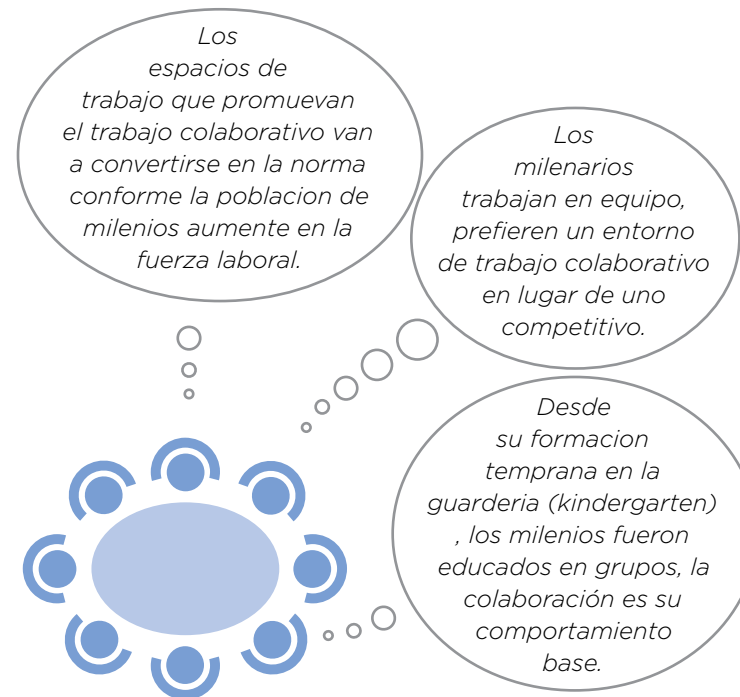 Los
espacios de
trabajo que promuevan
el trabajo colaborativo van
a convertirse en la norma
conforme la poblacion de
milenios aumente en la
fuerza laboral.
Los
milenarios
trabajan en equipo,
prefieren un entorno
de trabajo colaborativo
en lugar de uno
competitivo.
Desde
su formacion
temprana en la
guarderia (kindergarten)
, los milenios fueron
educados en grupos, la
colaboración es su
comportamiento
base.